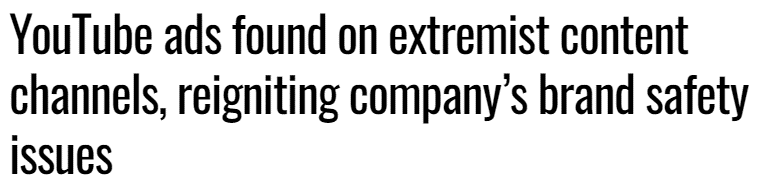 YouTube ads found on extremist content
channels, reigniting company’s brand safety
issues